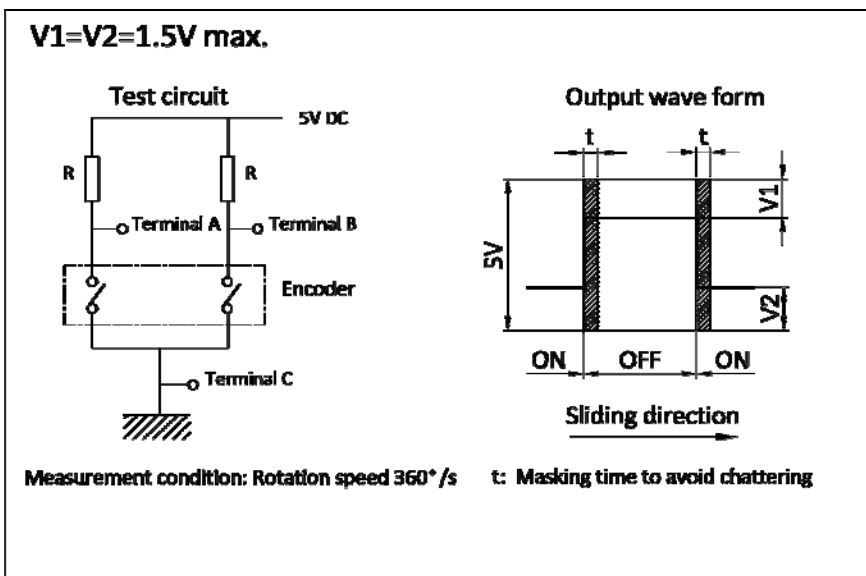 V1=V2=1.5V max.
Test circuit
5V DC
R
R
Terminal A
Terminal B
Encoder
Terminal C
Output wave form
t
t
V1
5V
V2
ON
OFF
ON
Sliding direction
Measurement condition: Rotation speed 360°/s
t: Masking time to avoid chattering